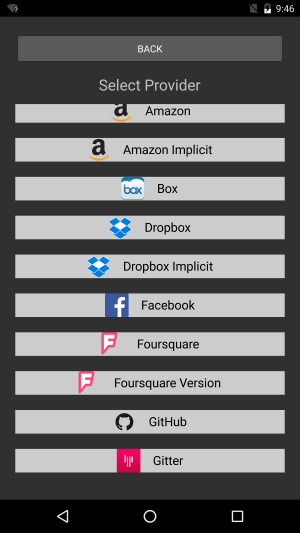 9:46
BACK
Select Provider
a Amazon
a Amazon Implicit
box Box
Dropbox
Dropbox Implicit
f Facebook
Foursquare
Foursquare Version
GitHub
Gitter